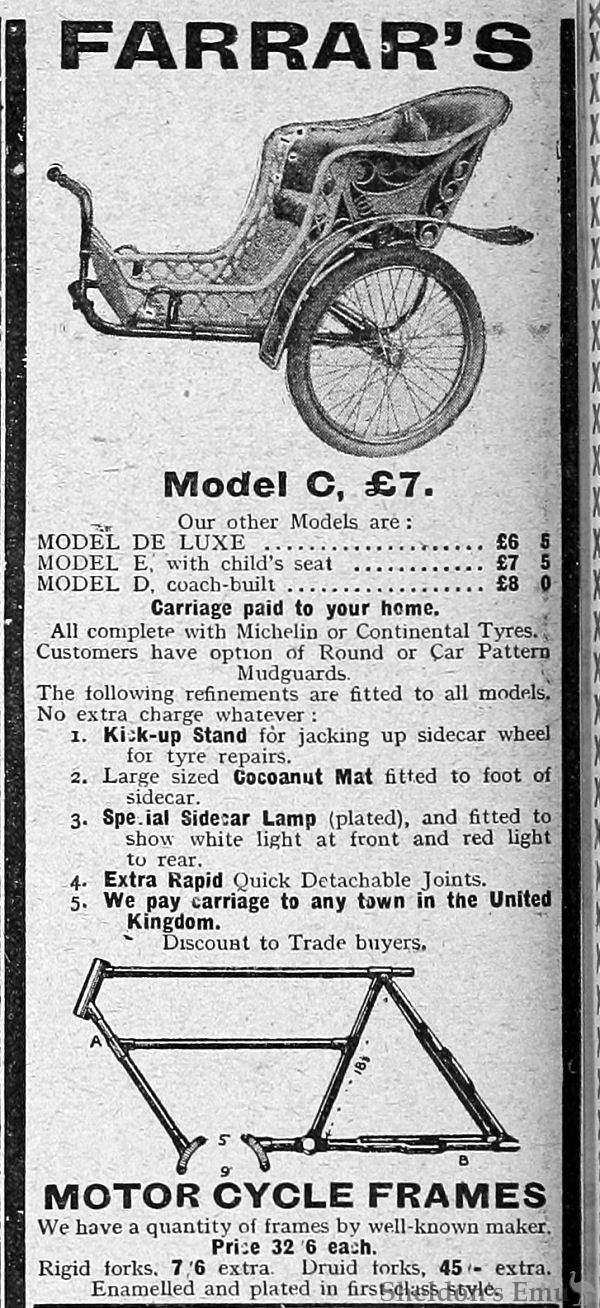 FARRAR'S
Model C, £7.
Our other Models are :
MODEL DE LUXE ..................... £6 5
MODEL E, with child's seat ............ £7 5
MODEL D, coach-built ................... £8 0
Carriage paid to your home.
All complete with Michelin or Continental Tyres.
Customers have option of Round or Car Pattern
Mudguards.
The following refinements are fitted to all models.
No extra charge whatever :
1. Kick-up Stand for jacking up sidecar wheel
for tyre repairs.
2. Large sized Cocoanut Mat fitted to foot of
sidecar.
3. Special Sidecar Lamp (plated), and fitted to
show white light at front and red light
to rear.
4. Extra Rapid Quick Detachable Joints.
5. We pay carriage to any town in the United
Kingdom.
Discount to Trade buyers.
A
18½
5"
9"
B
MOTOR CYCLE FRAMES
We have a quantity of frames by well-known maker.
Price 32/6 each.
Rigid forks, 7/6 extra. Druid forks, 45/- extra.
Enamelled and plated in first-class style.
Sheldon's Emu